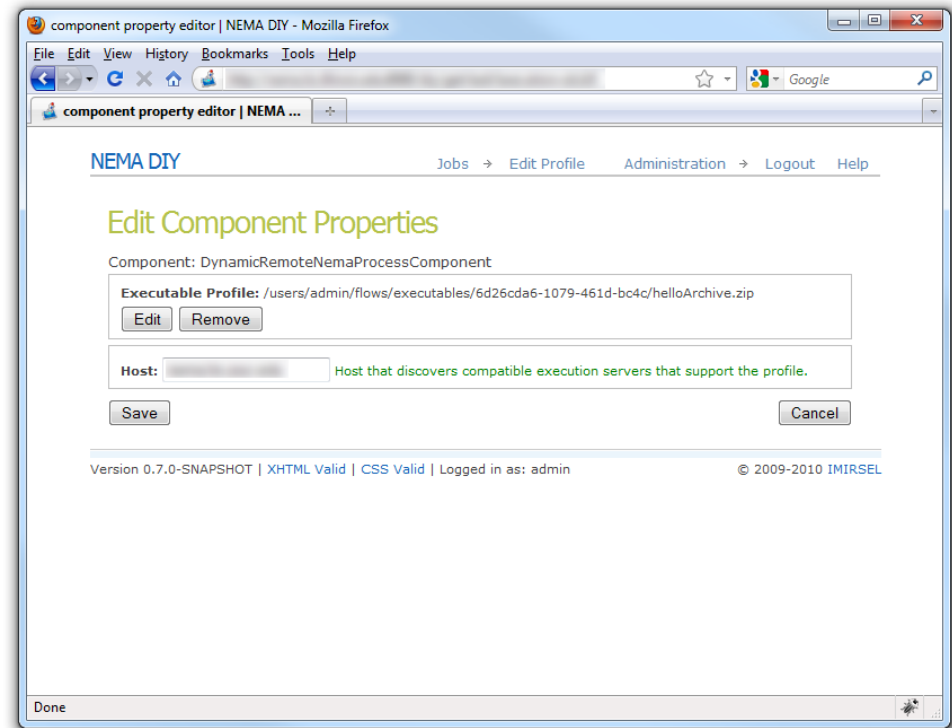 component property editor | NEMA DIY - Mozilla Firefox
File Edit View History Bookmarks Tools Help
Google
component property editor | NEMA ...
NEMA DIY Jobs → Edit Profile Administration → Logout Help
Edit Component Properties
Component: DynamicRemoteNemaProcessComponent
Executable Profile: /users/admin/flows/executables/6d26cda6-1079-461d-bc4c/helloArchive.zip
Edit Remove
Host: Host that discovers compatible execution servers that support the profile.
Save Cancel
Version 0.7.0-SNAPSHOT | XHTML Valid | CSS Valid | Logged in as: admin © 2009-2010 IMIRSEL
Done